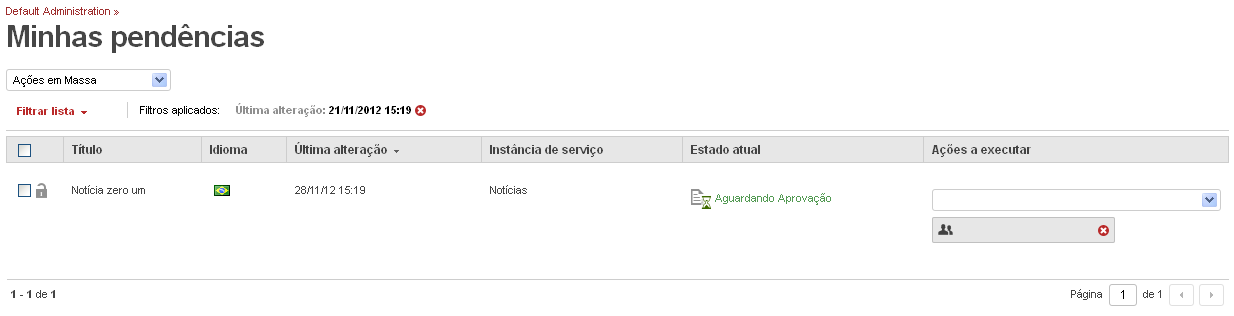 Default Administration »
Minhas pendências
Ações em Massa
Filtrar lista Filtros aplicados: Última alteração: 21/11/2012 15:19
Título Idioma Última alteração Instância de serviço Estado atual Ações a executar
Notícia zero um 28/11/12 15:19 Notícias Aguardando Aprovação
1 - 1 de 1 Página 1 de 1